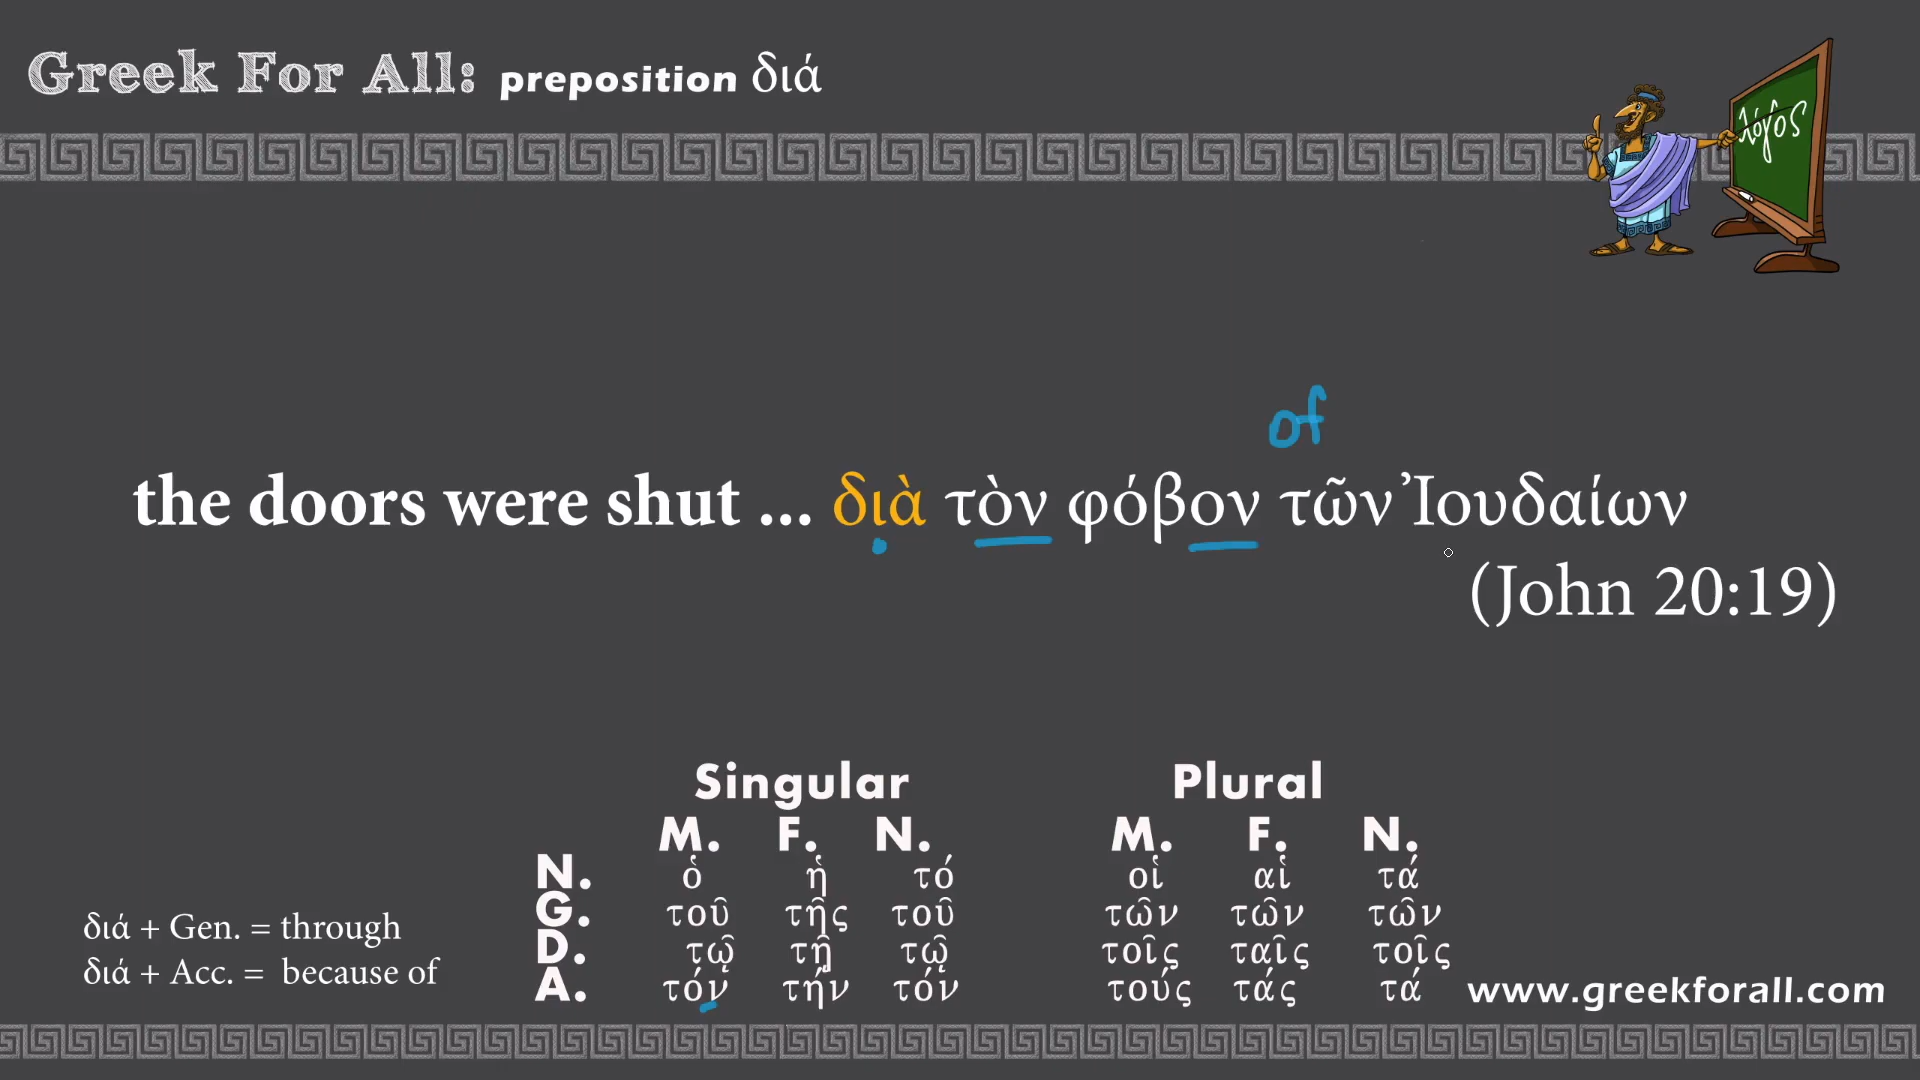 Greek For All: preposition διά
λόγος
of
the doors were shut ... διὰ τὸν φόβον τῶν Ἰουδαίων
(John 20:19)
Singular Plural
M. F. N. M. F. N.
N. ὁ ἡ τό οἱ αἱ τά
G. τοῦ τῆς τοῦ τῶν τῶν τῶν
D. τῷ τῇ τῷ τοῖς ταῖς τοῖς
A. τόν τήν τόν τούς τάς τά
διά + Gen. = through
διά + Acc. = because of
www.greekforall.com